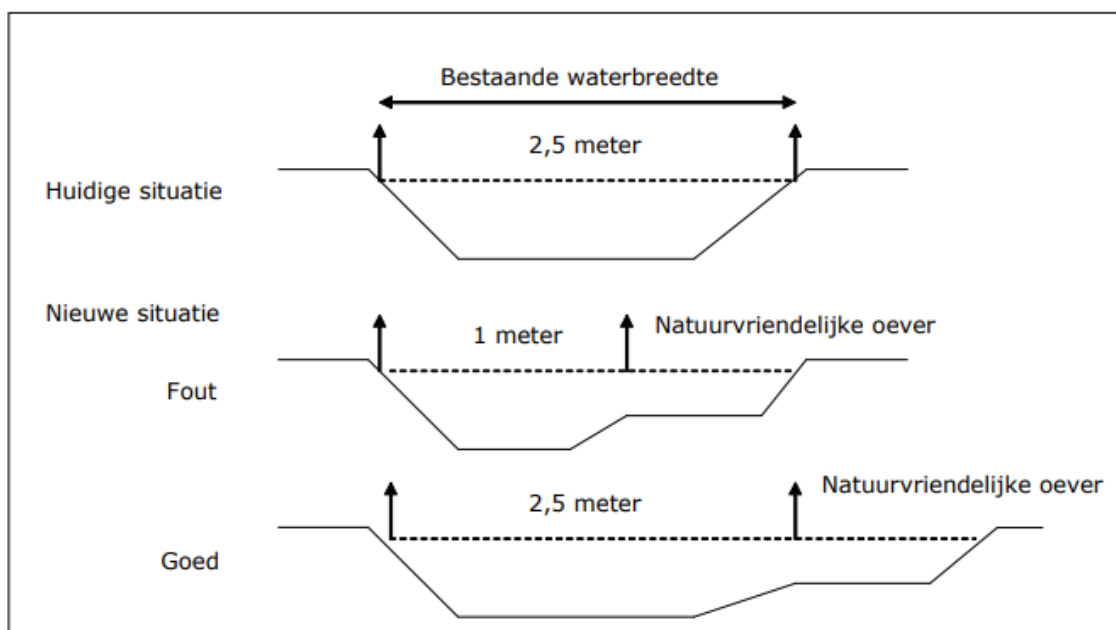 Bestaande waterbreedte
2,5 meter
Huidige situatie
Nieuwe situatie
1 meter
Natuurvriendelijke oever
Fout
2,5 meter
Natuurvriendelijke oever
Goed